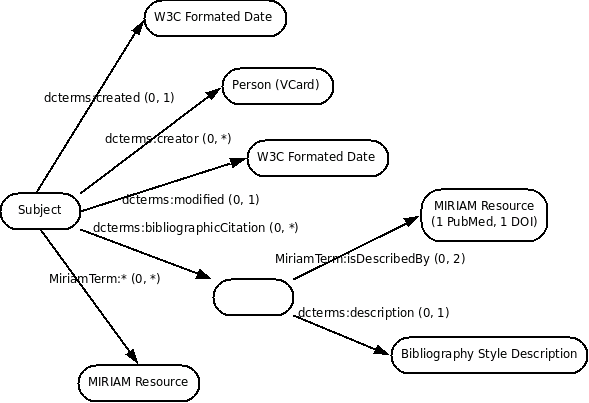 W3C Formated Date
dcterms:created (0, 1)
Person (VCard)
dcterms:creator (0, *)
W3C Formated Date
dcterms:modified (0, 1)
Subject
MIRIAM Resource
(1 PubMed, 1 DOI)
dcterms:bibliographicCitation (0, *)
MiriamTerm:isDescribedBy (0, 2)
MiriamTerm:* (0, *)
dcterms:description (0, 1)
Bibliography Style Description
MIRIAM Resource